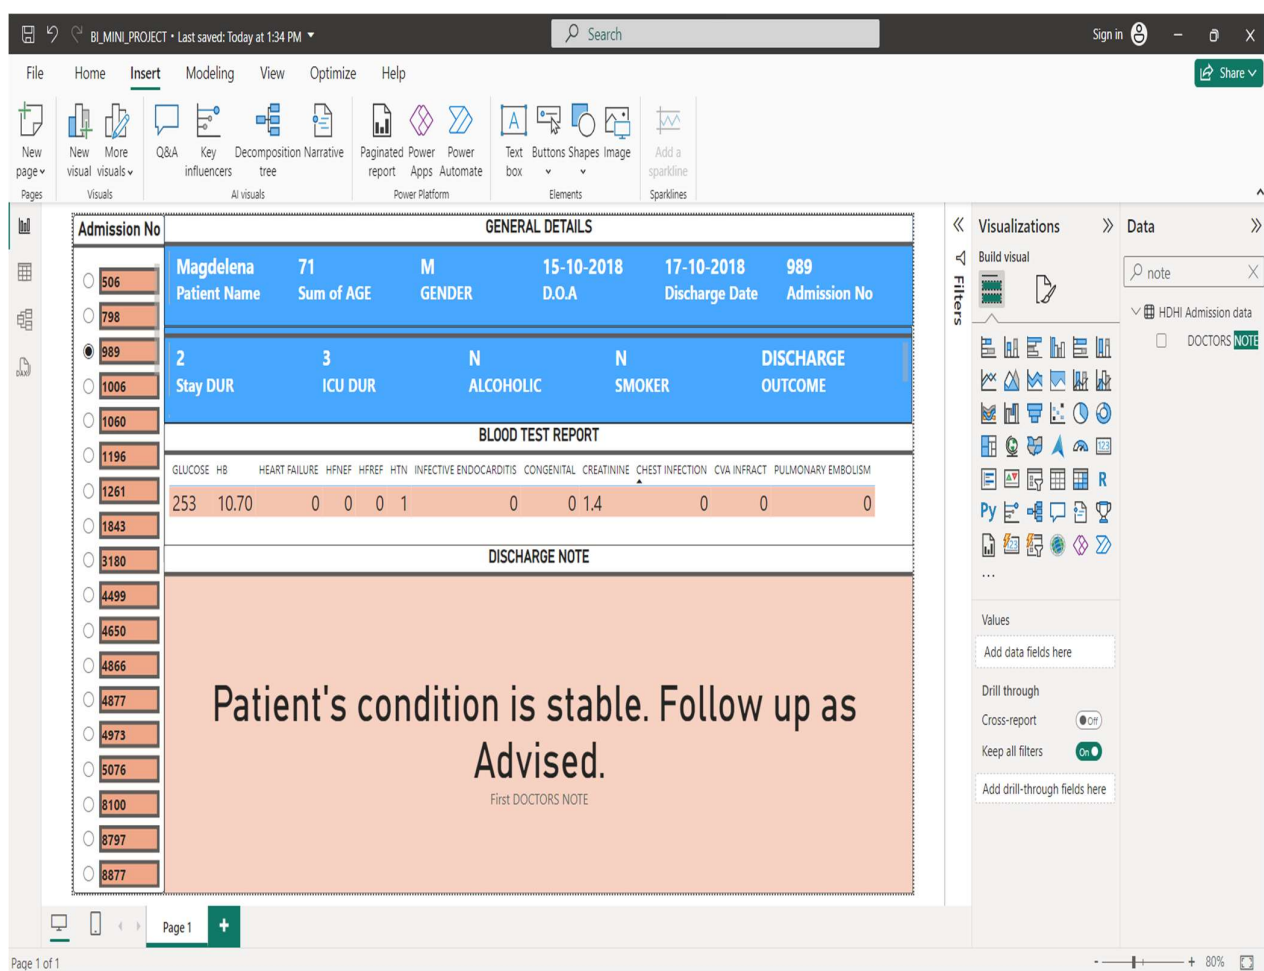 BI_MINI_PROJECT • Last saved: Today at 1:34 PM
Search
Sign in
File Home Insert Modeling View Optimize Help
Share
New page
Pages
New visual
More visuals
Visuals
Q&A
Key influencers
Decomposition tree
Narrative
AI visuals
Paginated report
Power Apps
Power Automate
Power Platform
Text box
Buttons
Shapes
Image
Elements
Add a sparkline
Sparklines
Admission No
506
798
989
1006
1060
1196
1261
1843
3180
4499
4650
4866
4877
4973
5076
8100
8797
8877
GENERAL DETAILS
Magdelena 71 M 15-10-2018 17-10-2018 989
Patient Name Sum of AGE GENDER D.O.A Discharge Date Admission No
2 3 N N DISCHARGE
Stay DUR ICU DUR ALCOHOLIC SMOKER OUTCOME
BLOOD TEST REPORT
GLUCOSE HB HEART FAILURE HFNEF HFREF HTN INFECTIVE ENDOCARDITIS CONGENITAL CREATININE CHEST INFECTION CVA INFRACT PULMONARY EMBOLISM
253 10.70 0 0 0 1 0 0 1.4 0 0 0
DISCHARGE NOTE
Patient's condition is stable. Follow up as
Advised.
First DOCTORS NOTE
Filters
Visualizations
Build visual
123
R
Py
123
...
Values
Add data fields here
Drill through
Cross-report Off
Keep all filters On
Add drill-through fields here
Data
note
HDHI Admission data
DOCTORS NOTE
Page 1
Page 1 of 1
80%